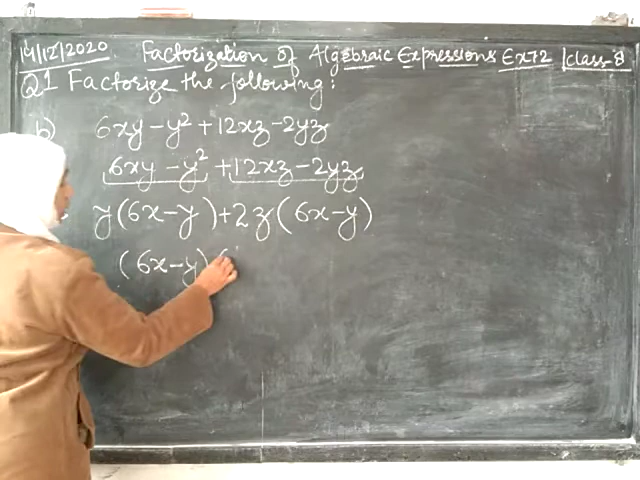 14/12/2020. Factorization of Algebraic Expressions Ex 7.2 | class-8
Q1 Factorize the following:
b) 6xy - y² + 12xz - 2yz
6xy - y² + 12xz - 2yz
y(6x - y) + 2z(6x - y)
(6x - y) (